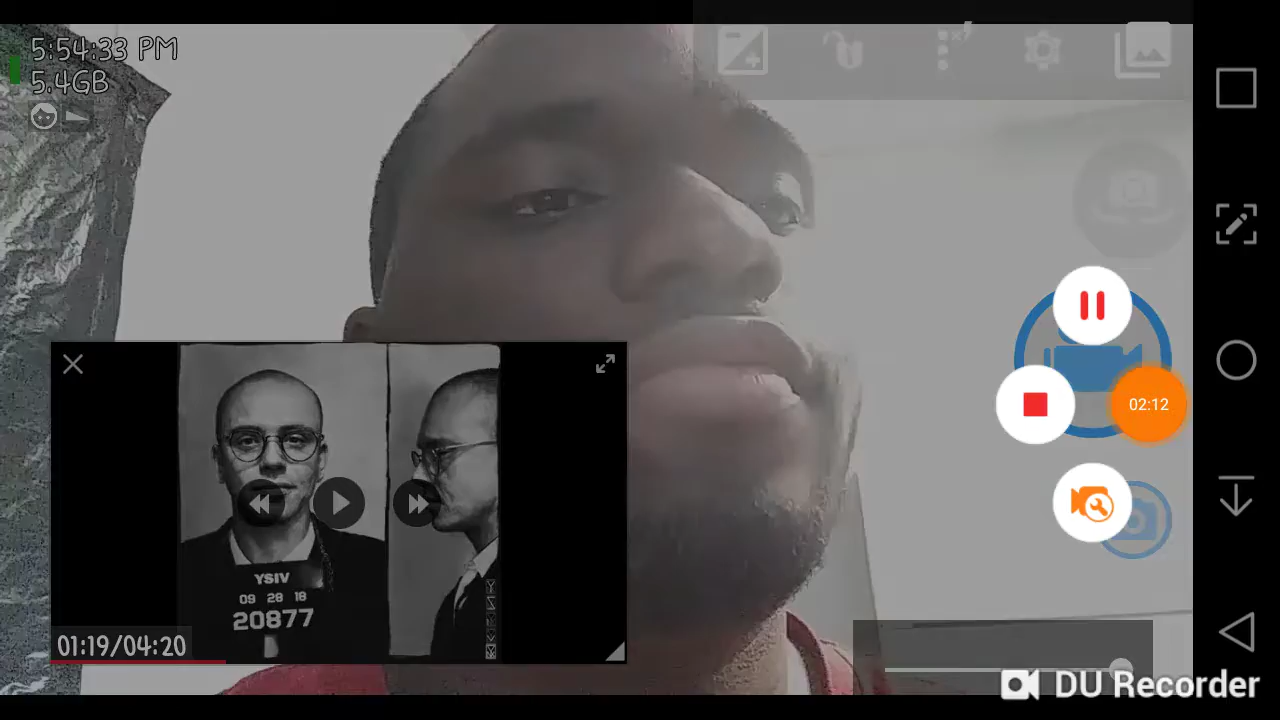 5:54:33 PM
5.4GB
02:12
YSIV
09 28 18
20877
01:19/04:20
DU Recorder